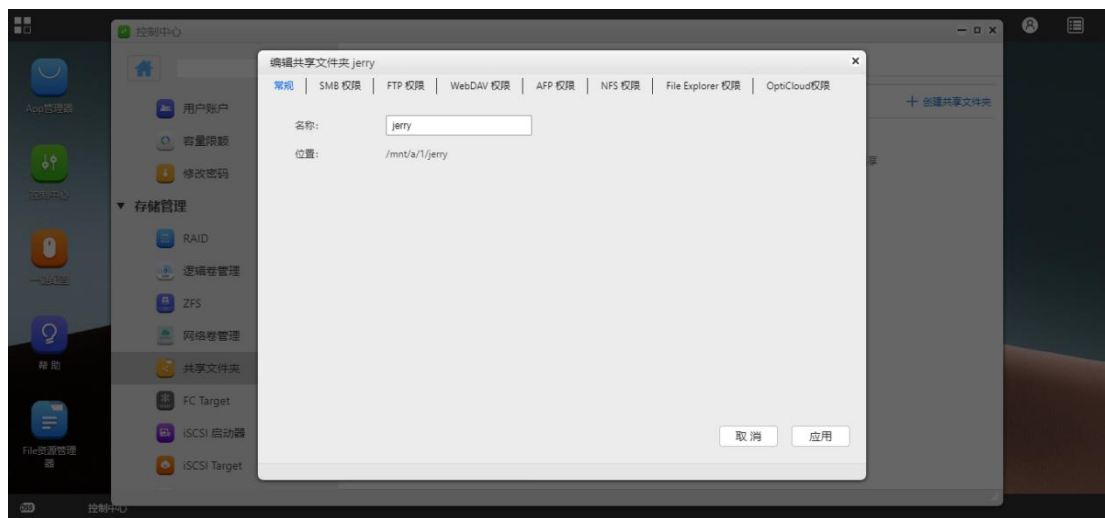 控制中心
编辑共享文件夹 jerry
常规 SMB 权限 FTP 权限 WebDAV 权限 AFP 权限 NFS 权限 File Explorer 权限 OptiCloud权限
名称: jerry
位置: /mnt/a/1/jerry
取消 应用
用户账户
容量限额
修改密码
存储管理
RAID
逻辑卷管理
ZFS
网络卷管理
共享文件夹
FC Target
iSCSI 启动器
iSCSI Target
创建共享文件夹
享
App管理器
控制中心
帮助
File资源管理
器
控制中心